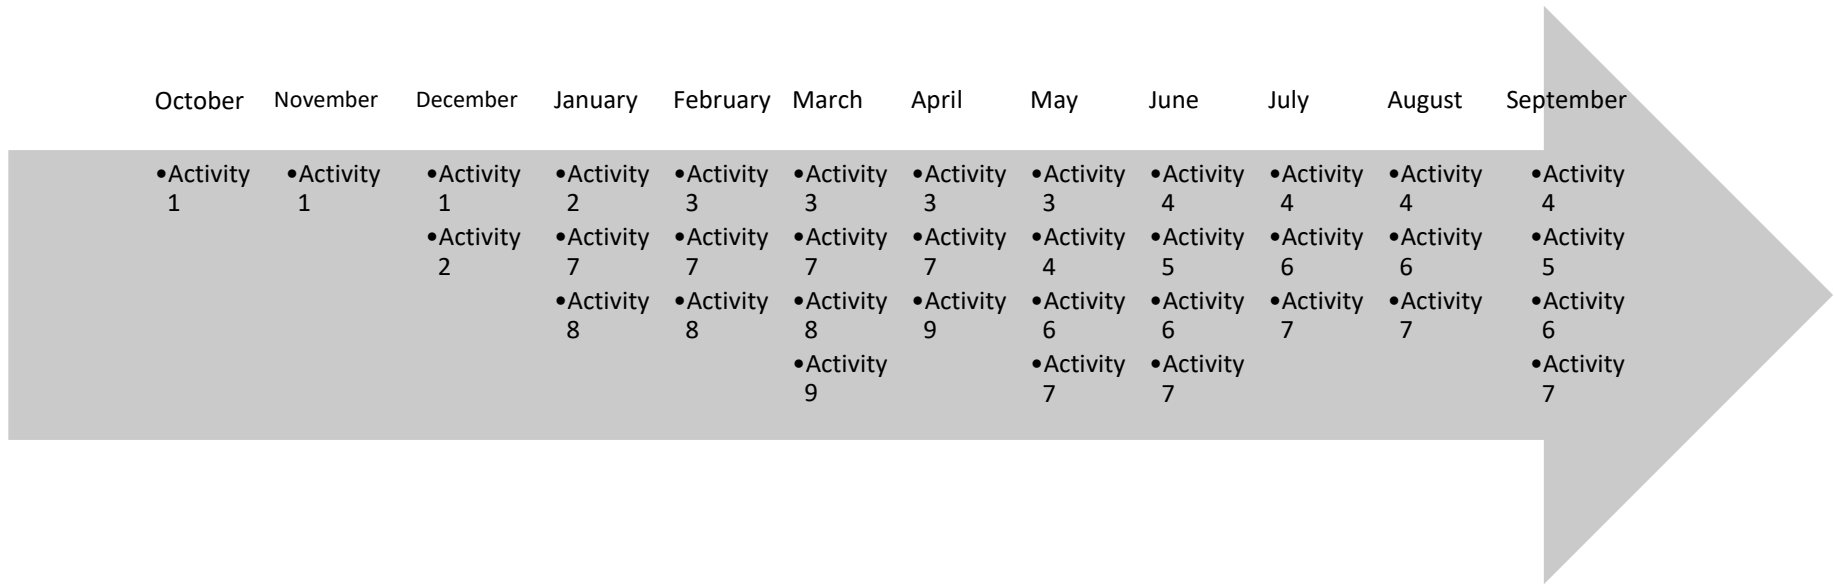 October November December January February March April May June July August September
•Activity 1
•Activity 1
•Activity 1
•Activity 2
•Activity 2
•Activity 7
•Activity 8
•Activity 3
•Activity 7
•Activity 8
•Activity 3
•Activity 7
•Activity 8
•Activity 9
•Activity 3
•Activity 7
•Activity 9
•Activity 3
•Activity 4
•Activity 6
•Activity 7
•Activity 4
•Activity 5
•Activity 6
•Activity 7
•Activity 4
•Activity 6
•Activity 7
•Activity 4
•Activity 6
•Activity 7
•Activity 4
•Activity 5
•Activity 6
•Activity 7